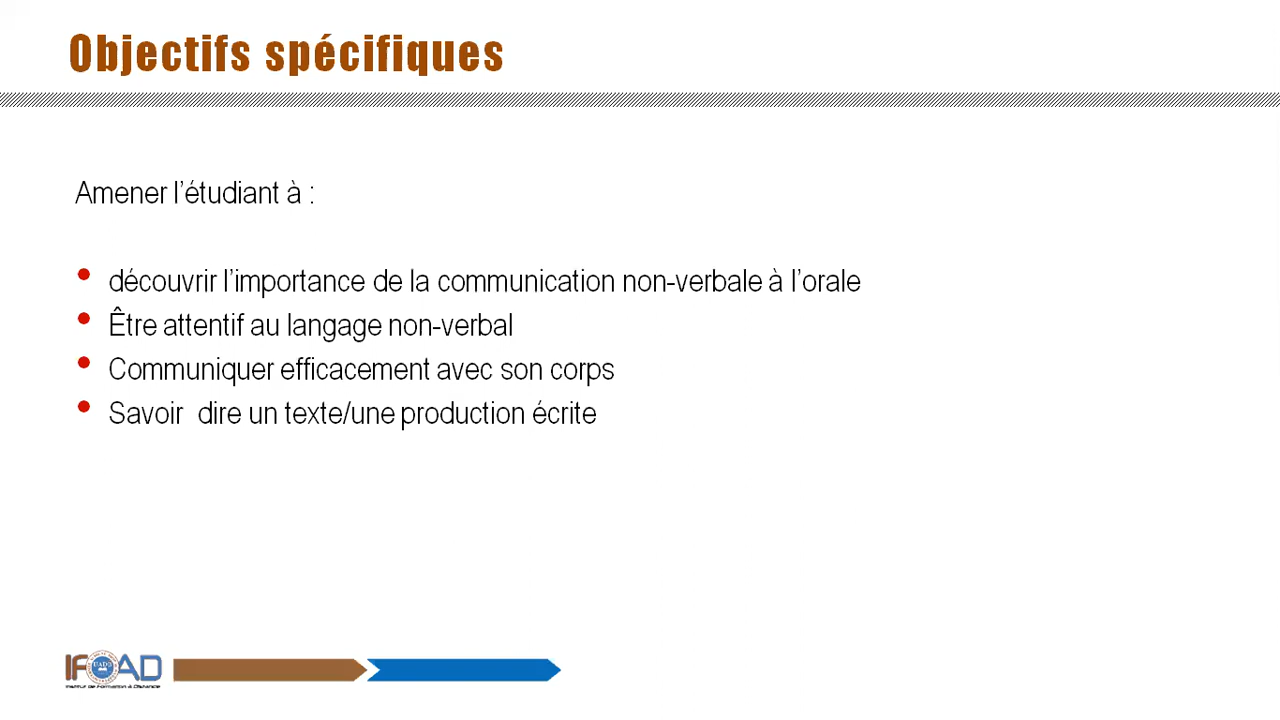 Objectifs spécifiques
Amener l’étudiant à :
• découvrir l’importance de la communication non-verbale à l’orale
• Être attentif au langage non-verbal
• Communiquer efficacement avec son corps
• Savoir  dire un texte/une production écrite
IFOAD
Institut de Formation à Distance